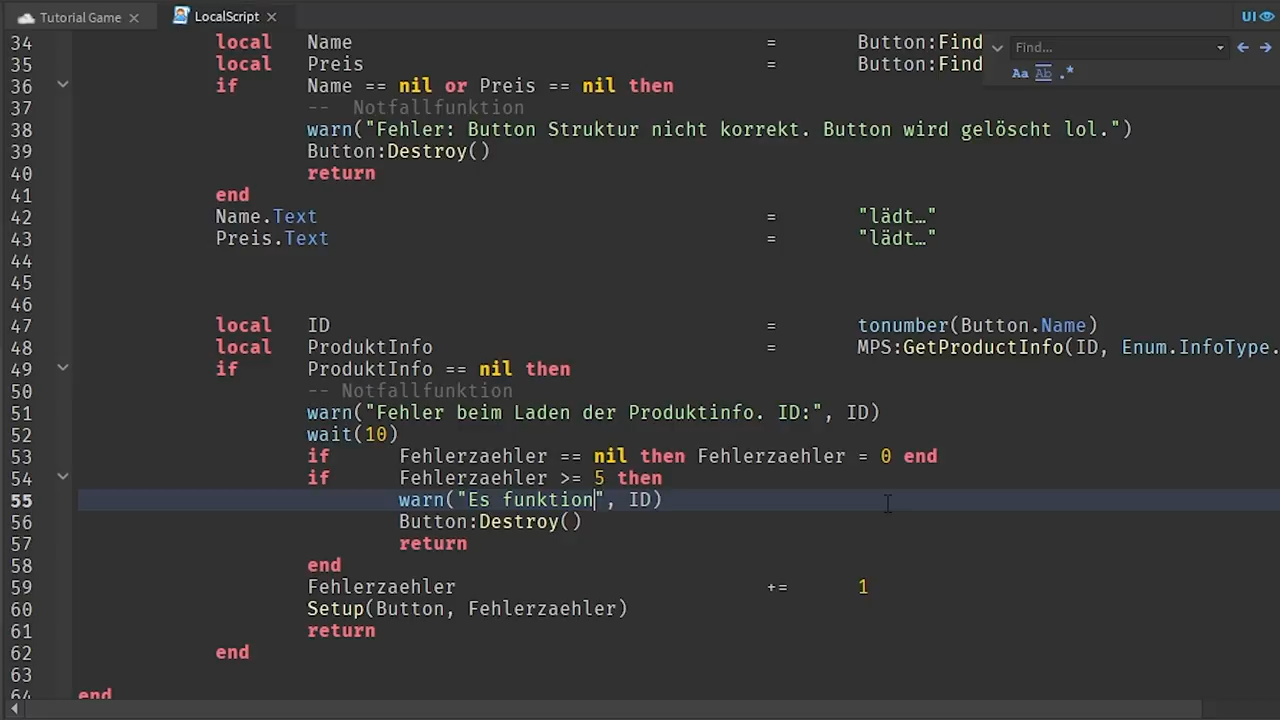 Tutorial Game LocalScript UI
34 local Name = Button:Find
35 local Preis = Button:Find
Find...
Aa Ab .*
36 if Name == nil or Preis == nil then
37 -- Notfallfunktion
38 warn("Fehler: Button Struktur nicht korrekt. Button wird gelöscht lol.")
39 Button:Destroy()
40 return
41 end
42 Name.Text = "lädt…"
43 Preis.Text = "lädt…"
44
45
46
47 local ID = tonumber(Button.Name)
48 local ProduktInfo = MPS:GetProductInfo(ID, Enum.InfoType.
49 if ProduktInfo == nil then
50 -- Notfallfunktion
51 warn("Fehler beim Laden der Produktinfo. ID:", ID)
52 wait(10)
53 if Fehlerzaehler == nil then Fehlerzaehler = 0 end
54 if Fehlerzaehler >= 5 then
55 warn("Es funktion", ID)
56 Button:Destroy()
57 return
58 end
59 Fehlerzaehler += 1
60 Setup(Button, Fehlerzaehler)
61 return
62 end
63
64 end